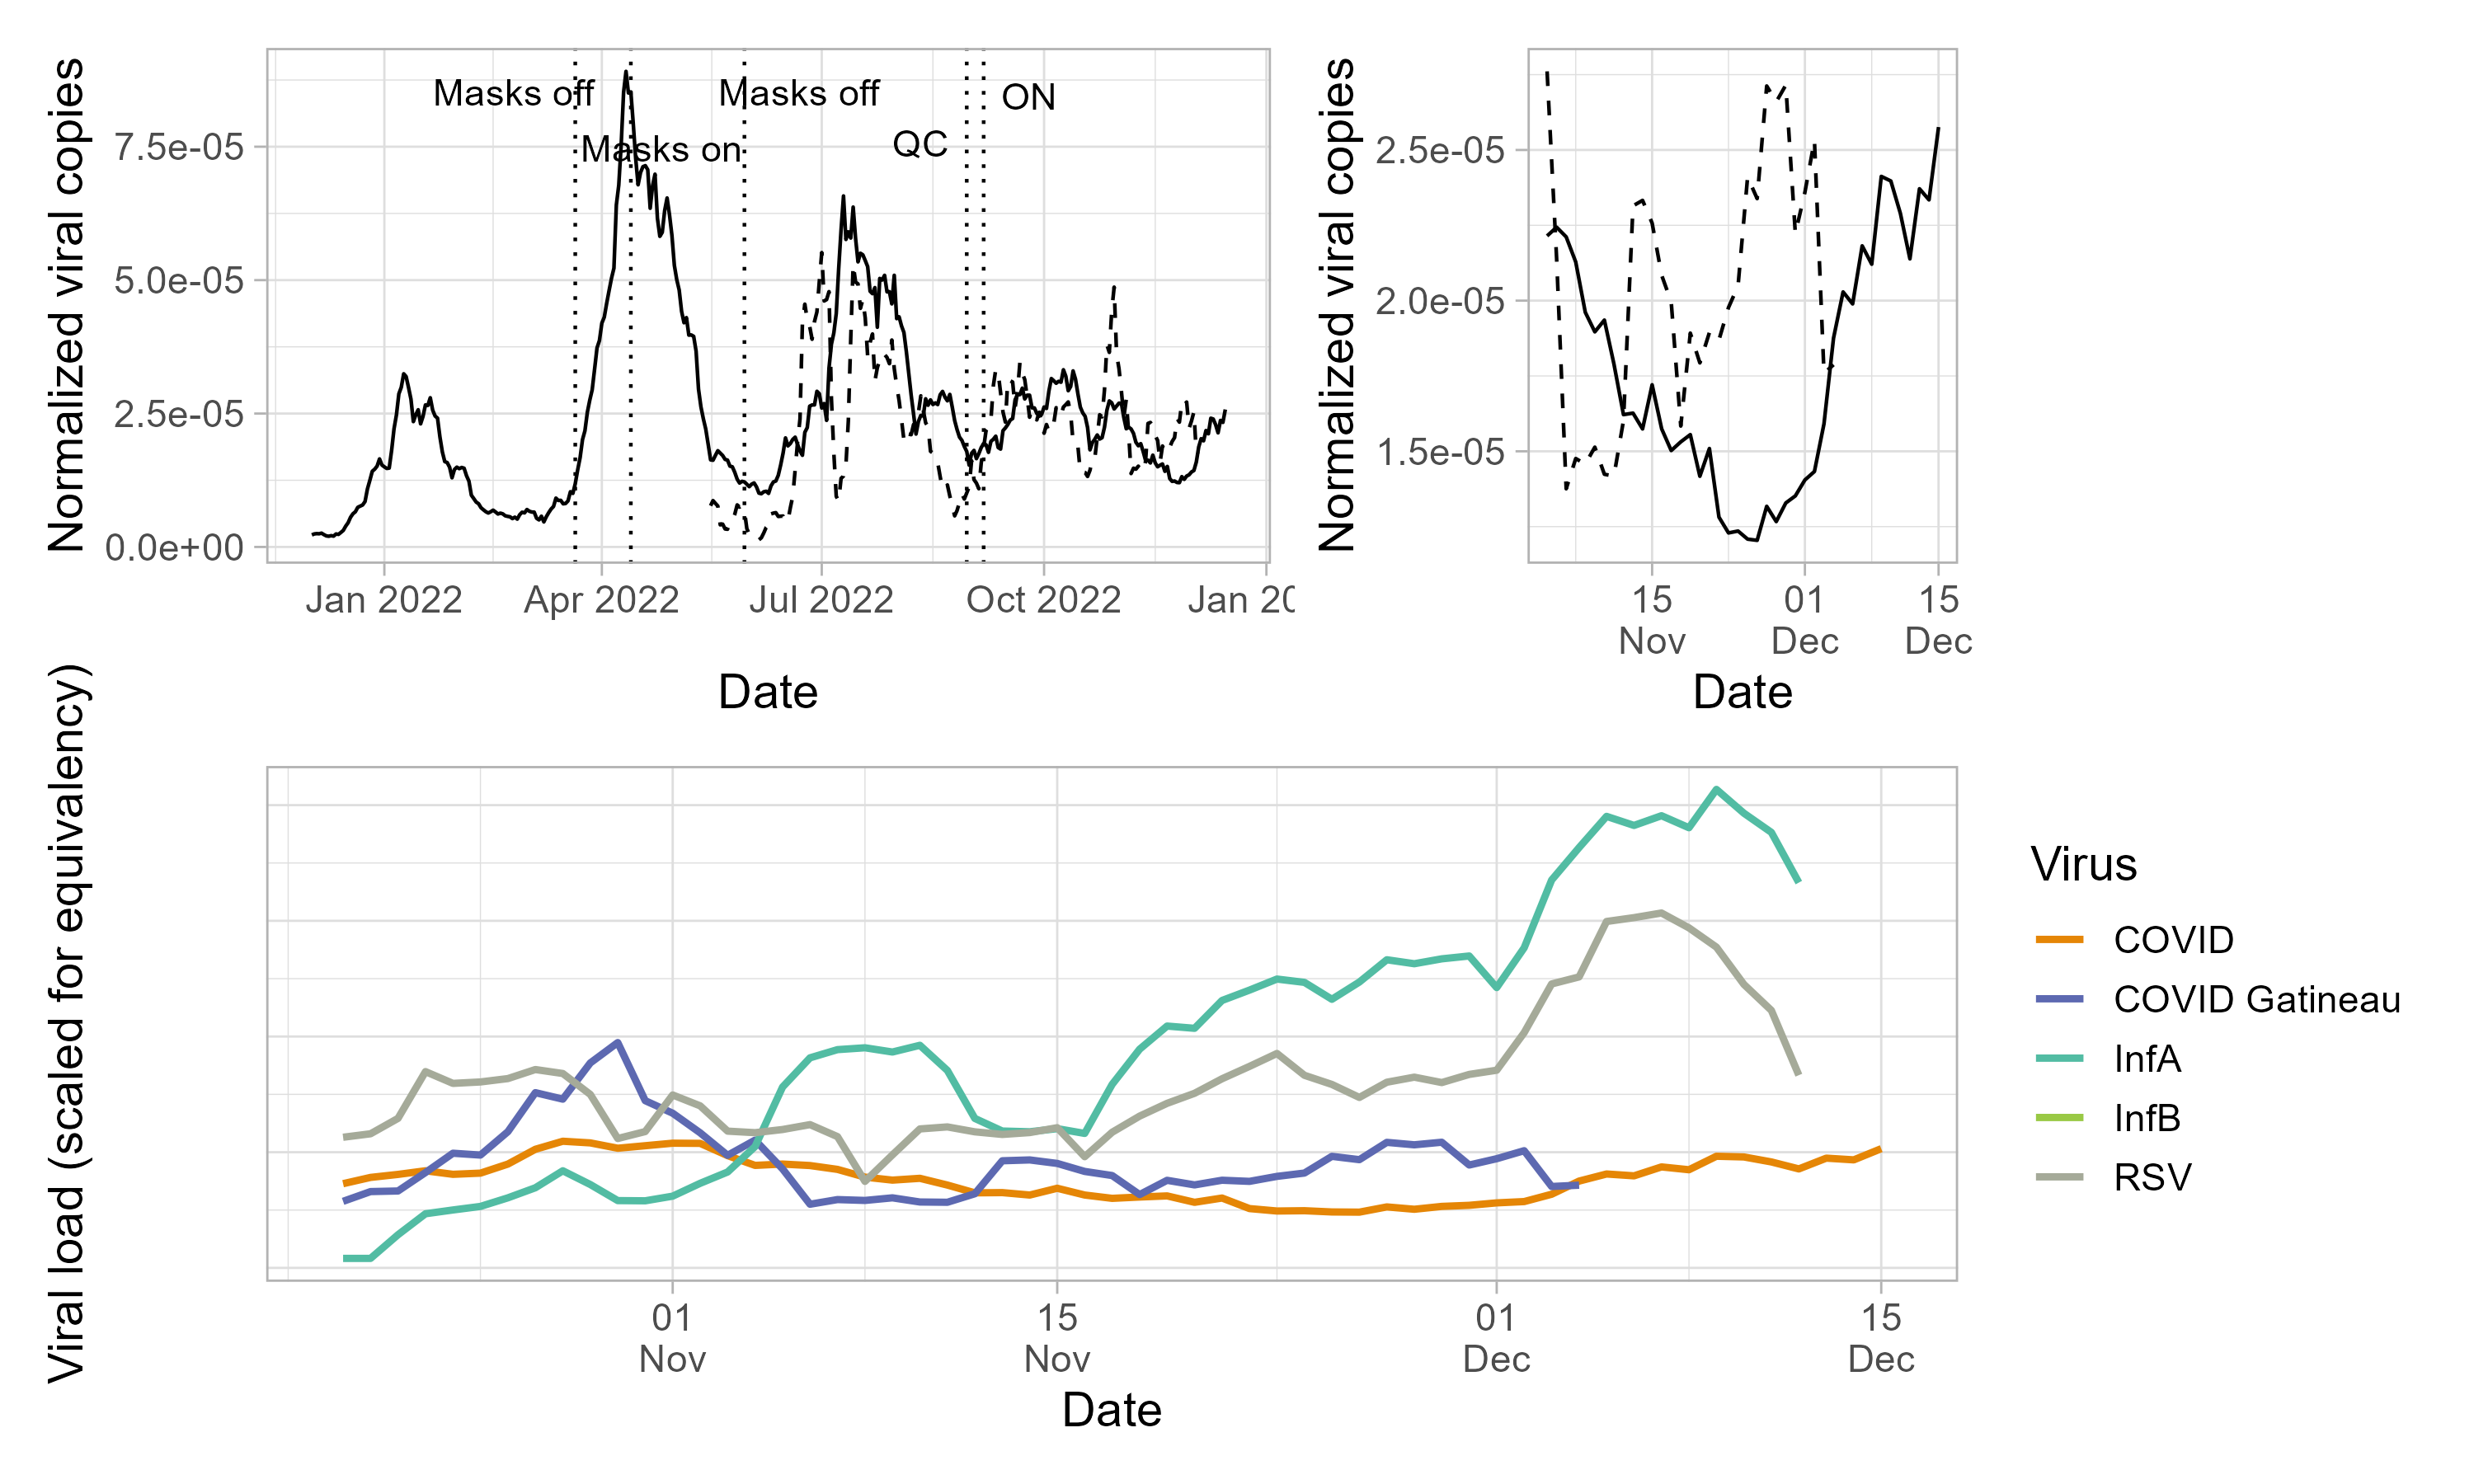 Normalized viral copies
7.5e-05
5.0e-05
2.5e-05
0.0e+00
Masks off
Masks on
Masks off
QC
ON
Jan 2022
Apr 2022
Jul 2022
Oct 2022
Jan 20
Date
Normalized viral copies
2.5e-05
2.0e-05
1.5e-05
15 Nov
01 Dec
15 Dec
Date
Viral load (scaled for equivalency)
01 Nov
15 Nov
01 Dec
15 Dec
Date
Virus
COVID
COVID Gatineau
InfA
InfB
RSV